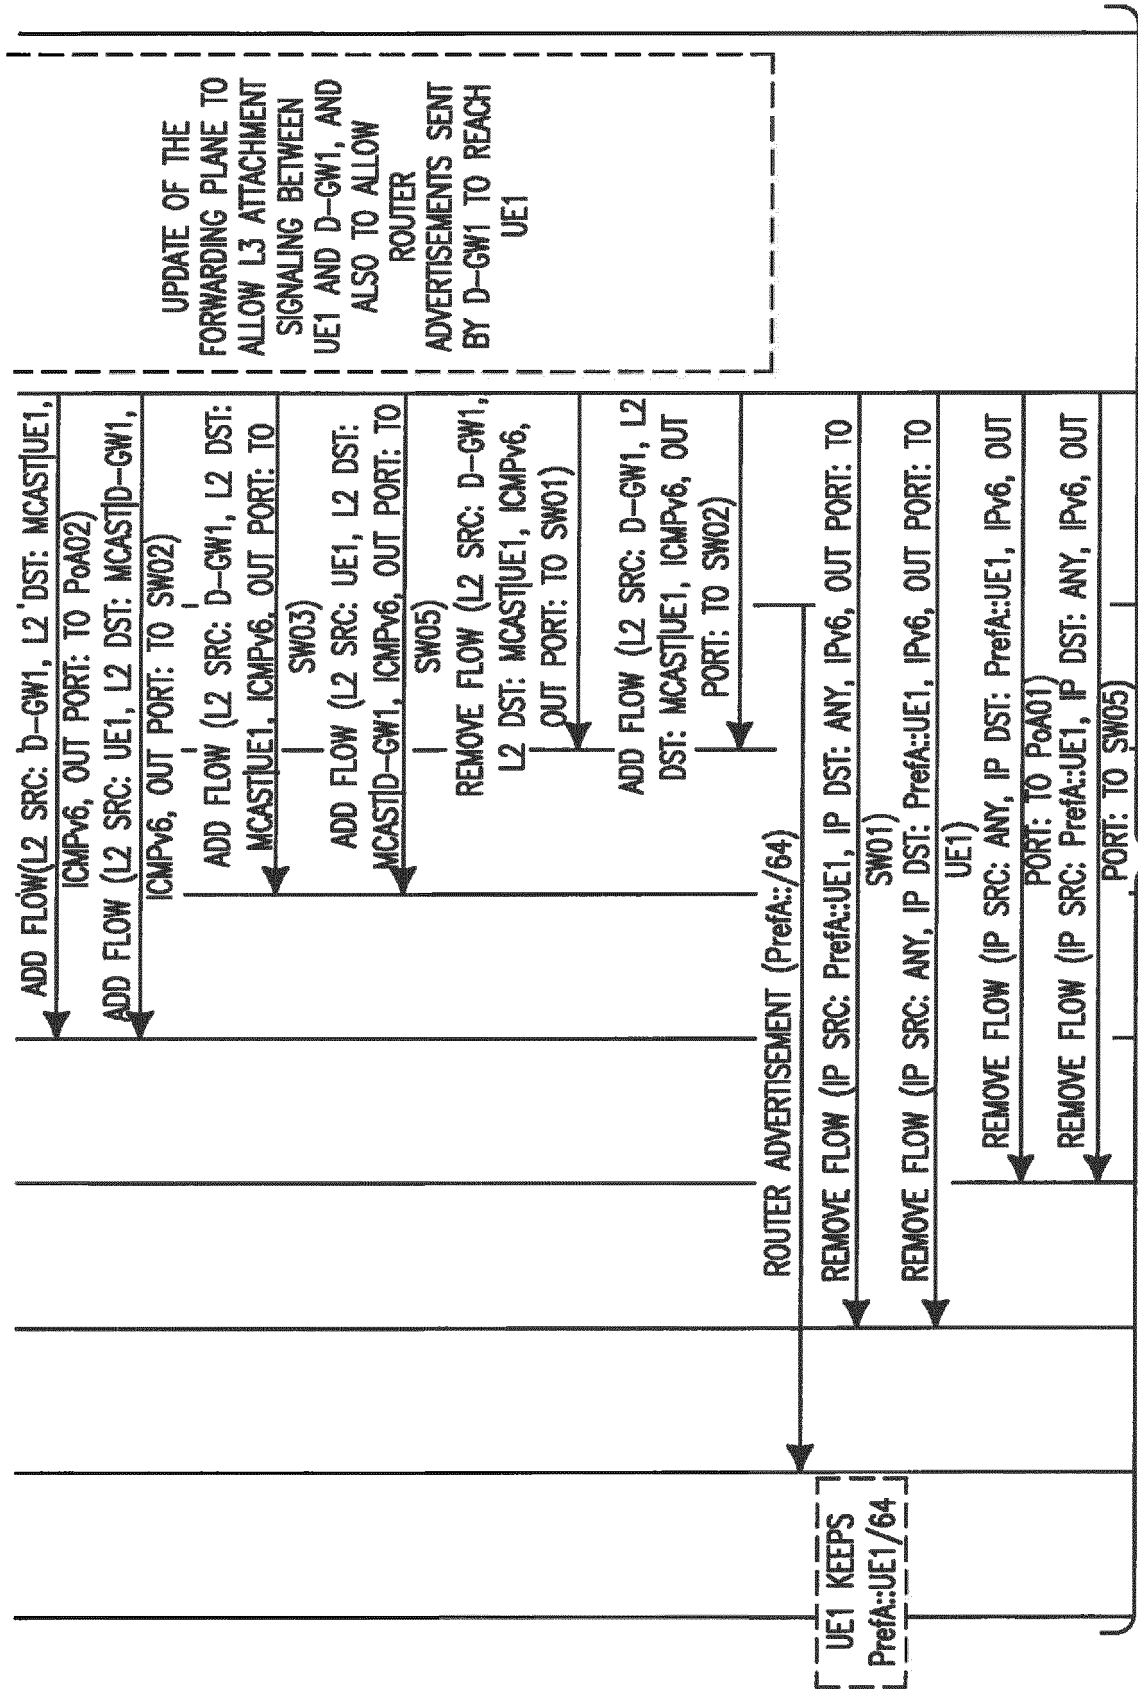 UPDATE OF THE
FORWARDING PLANE TO
ALLOW L3 ATTACHMENT
SIGNALING BETWEEN
UE1 AND D-GW1, AND
ALSO TO ALLOW
ROUTER
ADVERTISEMENTS SENT
BY D-GW1 TO REACH
UE1
ADD FLOW(L2 SRC: D-GW1, L2 DST: MCAST|UE1,
ICMPv6, OUT PORT: TO PoA02)
ADD FLOW (L2 SRC: UE1, L2 DST: MCAST|D-GW1,
ICMPv6, OUT PORT: TO SW02)
ADD FLOW (L2 SRC: D-GW1, L2 DST:
MCAST|UE1, ICMPv6, OUT PORT: TO
SW03)
ADD FLOW (L2 SRC: UE1, L2 DST:
MCAST|D-GW1, ICMPv6, OUT PORT: TO
SW05)
REMOVE FLOW (L2 SRC: D-GW1,
L2 DST: MCAST|UE1, ICMPv6,
OUT PORT: TO SW01)
ADD FLOW (L2 SRC: D-GW1, L2
DST: MCAST|UE1, ICMPv6, OUT
PORT: TO SW02)
ROUTER ADVERTISEMENT (PrefA::/64)
UE1 KEEPS
PrefA::UE1/64
REMOVE FLOW (IP SRC: PrefA::UE1, IP DST: ANY, IPv6, OUT PORT: TO
SW01)
REMOVE FLOW (IP SRC: ANY, IP DST: PrefA::UE1, IPv6, OUT PORT: TO
UE1)
REMOVE FLOW (IP SRC: ANY, IP DST: PrefA::UE1, IPv6, OUT
PORT: TO PoA01)
REMOVE FLOW (IP SRC: PrefA::UE1, IP DST: ANY, IPv6, OUT
PORT: TO SW05)